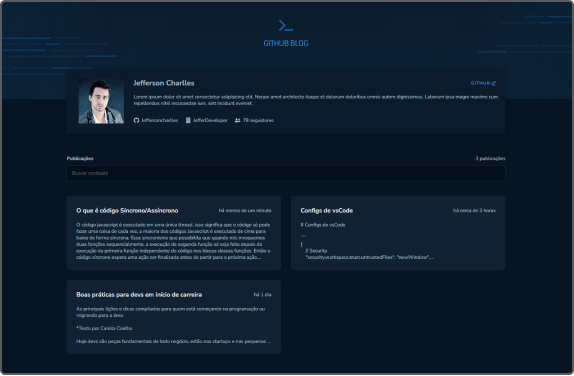 GITHUB BLOG
Jefferson Charlles
GITHUB
Lorem ipsum dolor sit amet consectetur adipisicing elit. Neque amet architecto itaque et dolorum doloribus omnis autem dignissimos. Laborum ipsa magni maxime cum
repellendus nihil recusandae iure, sint incidunt eveniet.
Jeffersoncharlles
JefferDeveloper
78 seguidores
Publicações
3 publicações
Buscar conteúdo
O que é código Síncrono/Assíncrono
há menos de um minuto
O código javascript é executado em uma única thread, isso significa que o código só pode
fazer uma coisa de cada vez, a maioria dos códigos Javascript é executado de cima para
baixo de forma síncrona. Esse sincronismo que possibilita que quando nós invoquemos
duas funções sequencialmente, a execução da segunda função só seja feita depois da
execução da primeira função independente do código nos blocos dessas funções. Então o
código síncrono espera uma ação ser finalizada antes de partir para a próxima ação...
Configs de vsCode
há cerca de 3 horas
# Configs de vsCode
```
{
// Security
"security.workspace.trust.untrustedFiles": "newWindow",...
Boas práticas para devs em início de carreira
há 1 dia
As principais lições e dicas compiladas para quem está começando na programação ou
migrando para a área.
*Texto por Camila Coelho
Hoje devs são peças fundamentais de todo negócio, estão nas startups e nas pequenas ...